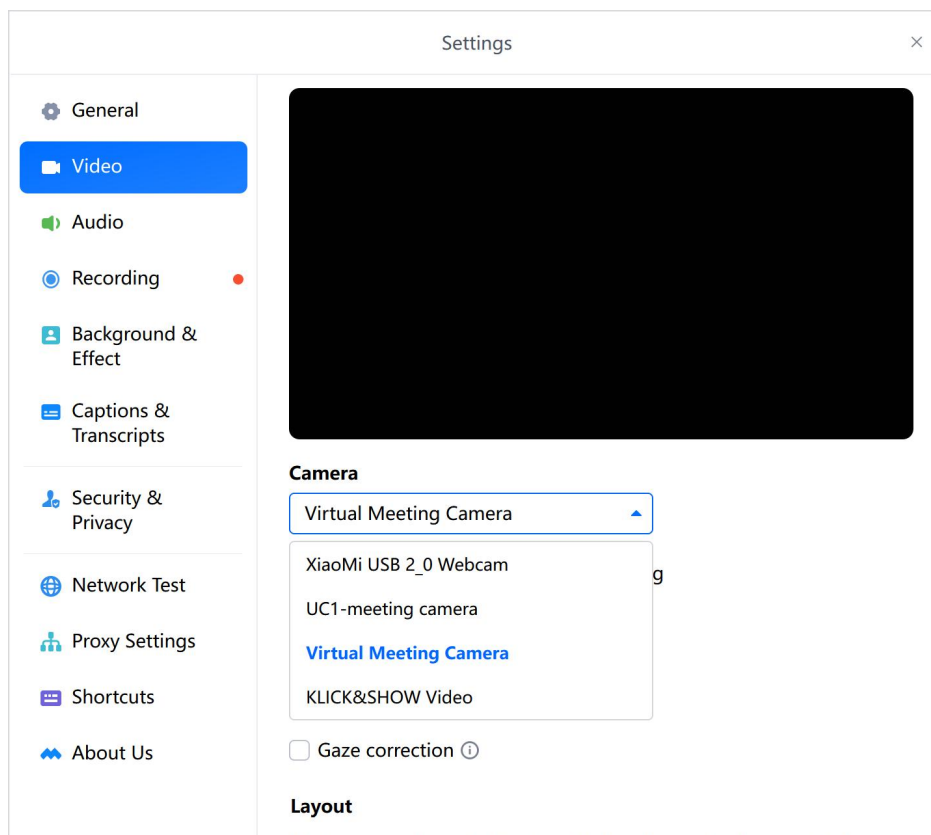 Settings
General
Video
Audio
Recording
Background &
Effect
Captions &
Transcripts
Security &
Privacy
Network Test
Proxy Settings
Shortcuts
About Us
Camera
Virtual Meeting Camera
XiaoMi USB 2_0 Webcam
UC1-meeting camera
Virtual Meeting Camera
KLICK&SHOW Video
Gaze correction
Layout